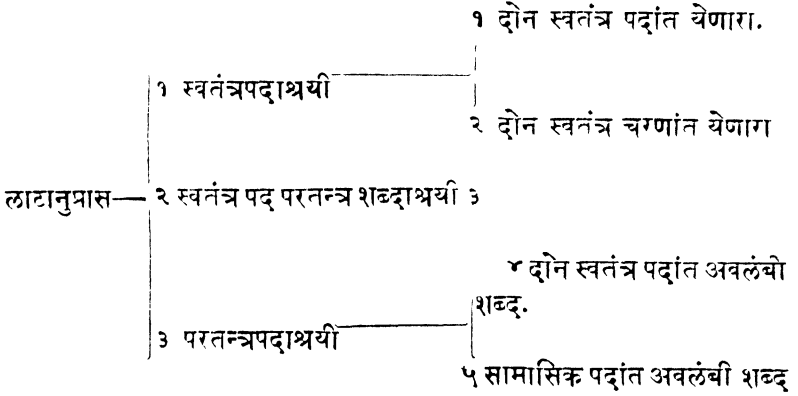 १ दोन स्वतंत्र पदांत येणारा.
१ स्वतंत्रपदाश्रयी
२ दोन स्वतंत्र चरणांत येणारा
लाटानुप्रास
२ स्वतंत्र पद परतन्त्र शब्दाश्रयी ३
४ दोन स्वतंत्र पदांत अवलंबी
शब्द.
३ परतन्त्रपदाश्रयी
५ सामासिक पदांत अवलंबी शब्द